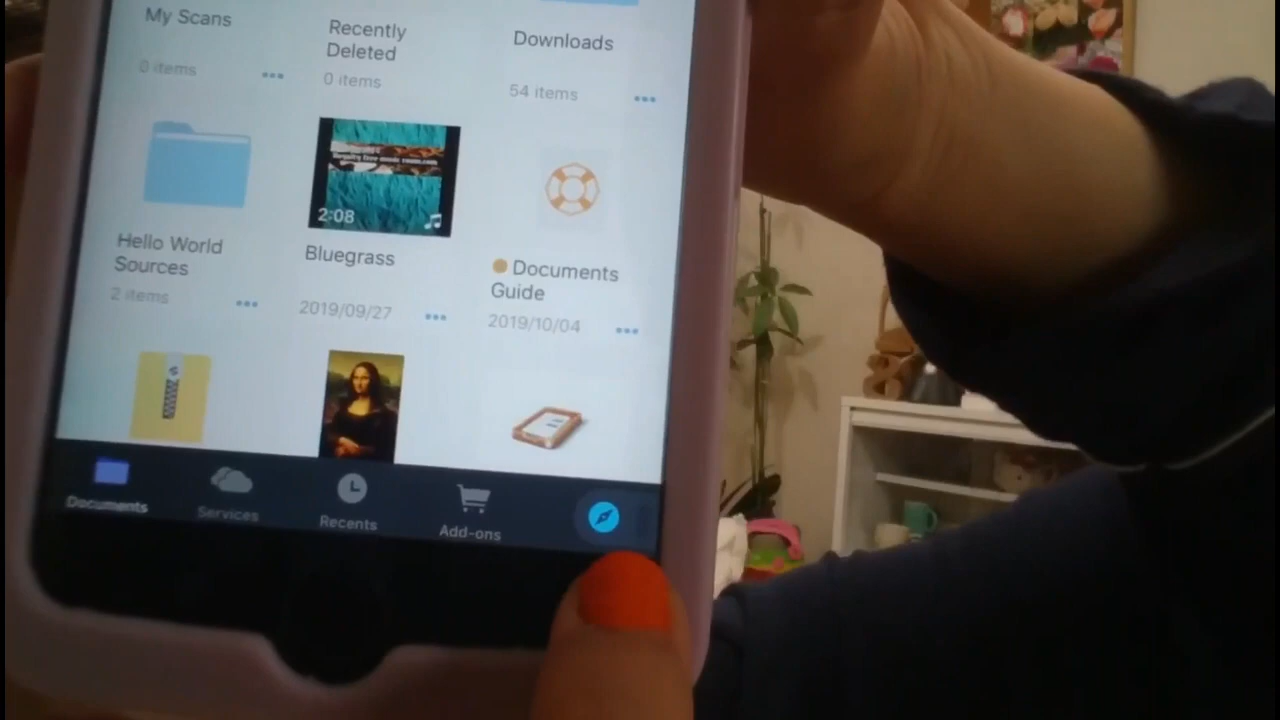 My Scans
0 items
Recently
Deleted
0 items
Downloads
54 items
Hello World
Sources
2 items
2:08
Bluegrass
2019/09/27
Documents
Guide
2019/10/04
Documents
Services
Recents
Add-ons